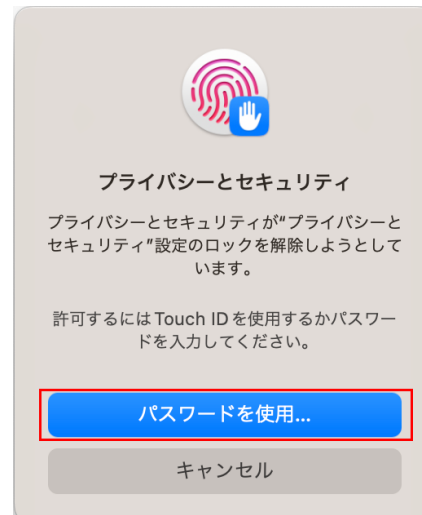 プライバシーとセキュリティ
プライバシーとセキュリティが"プライバシーと
セキュリティ"設定のロックを解除しようとして
います。
許可するにはTouch IDを使用するかパスワー
ドを入力してください。
パスワードを使用...
キャンセル